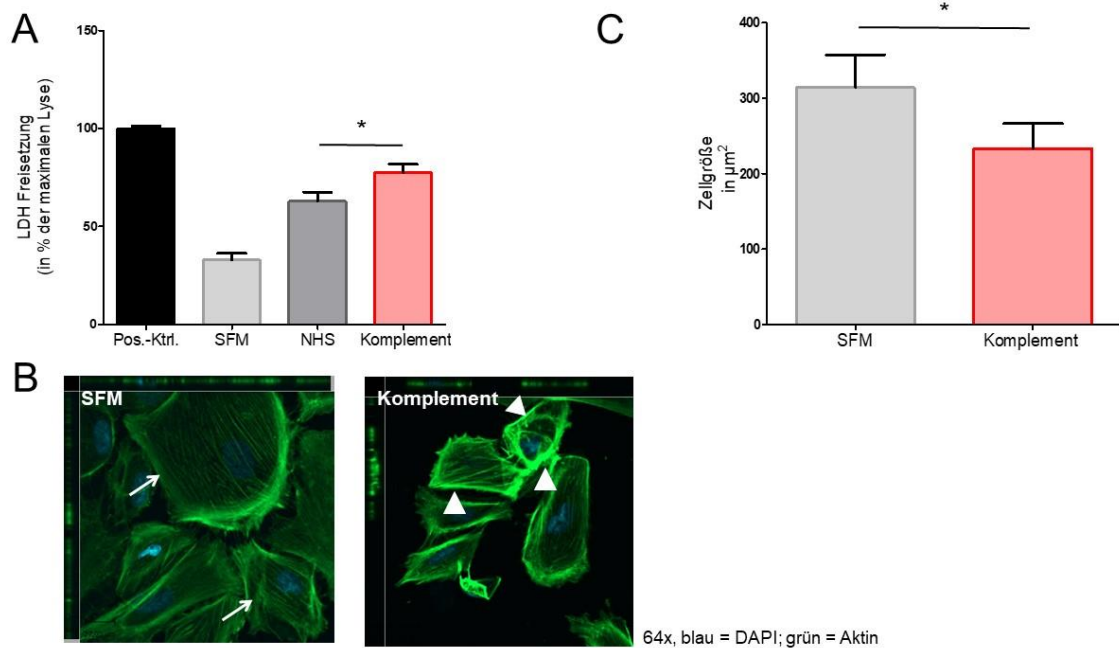 A
LDH Freisetzung
(in % der maximalen Lyse)
150
100
50
0
*
Pos.-Ktrl. SFM NHS Komplement
C
Zellgröße
in µm²
400
300
200
100
0
*
SFM Komplement
B
SFM
Komplement
64x, blau = DAPI; grün = Aktin